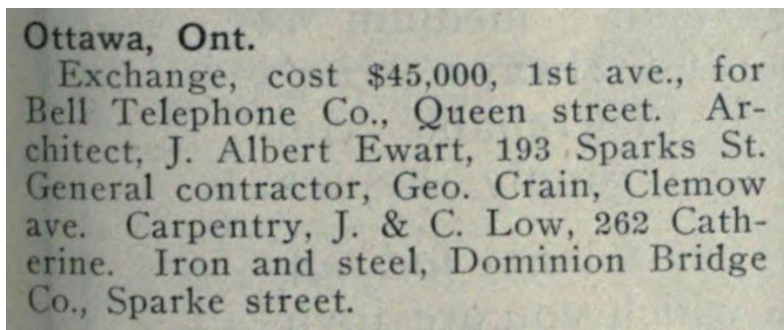 Ottawa, Ont.
Exchange, cost $45,000, 1st ave., for
Bell Telephone Co., Queen street. Ar-
chitect, J. Albert Ewart, 193 Sparks St.
General contractor, Geo. Crain, Clemow
ave. Carpentry, J. & C. Low, 262 Cath-
erine. Iron and steel, Dominion Bridge
Co., Sparke street.